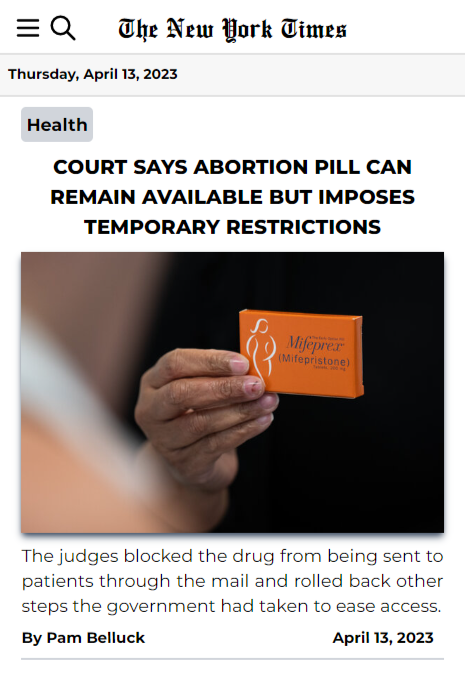 The New York Times
Thursday, April 13, 2023
Health
COURT SAYS ABORTION PILL CAN
REMAIN AVAILABLE BUT IMPOSES
TEMPORARY RESTRICTIONS
Mifeprex
(Mifepristone)
The judges blocked the drug from being sent to
patients through the mail and rolled back other
steps the government had taken to ease access.
By Pam Belluck April 13, 2023